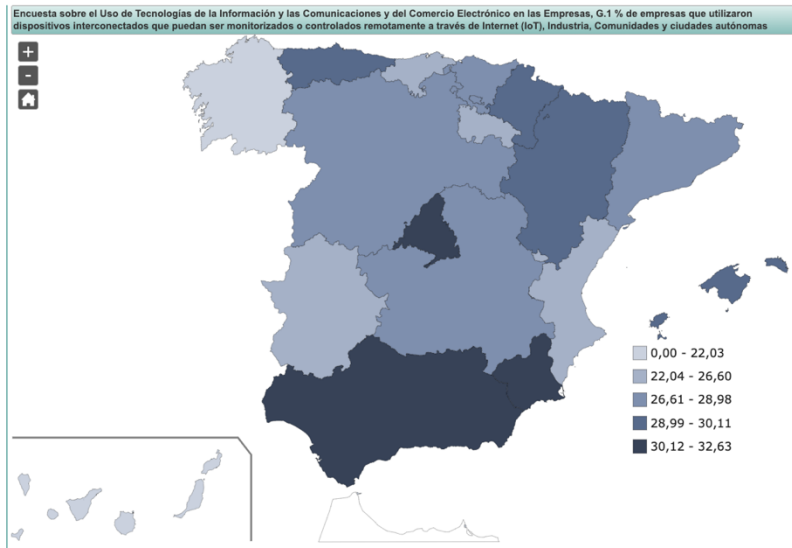 Encuesta sobre el Uso de Tecnologías de la Información y las Comunicaciones y del Comercio Electrónico en las Empresas, G.1 % de empresas que utilizaron
dispositivos interconectados que puedan ser monitorizados o controlados remotamente a través de Internet (IoT), Industria, Comunidades y ciudades autónomas
+
-
0,00 - 22,03
22,04 - 26,60
26,61 - 28,98
28,99 - 30,11
30,12 - 32,63